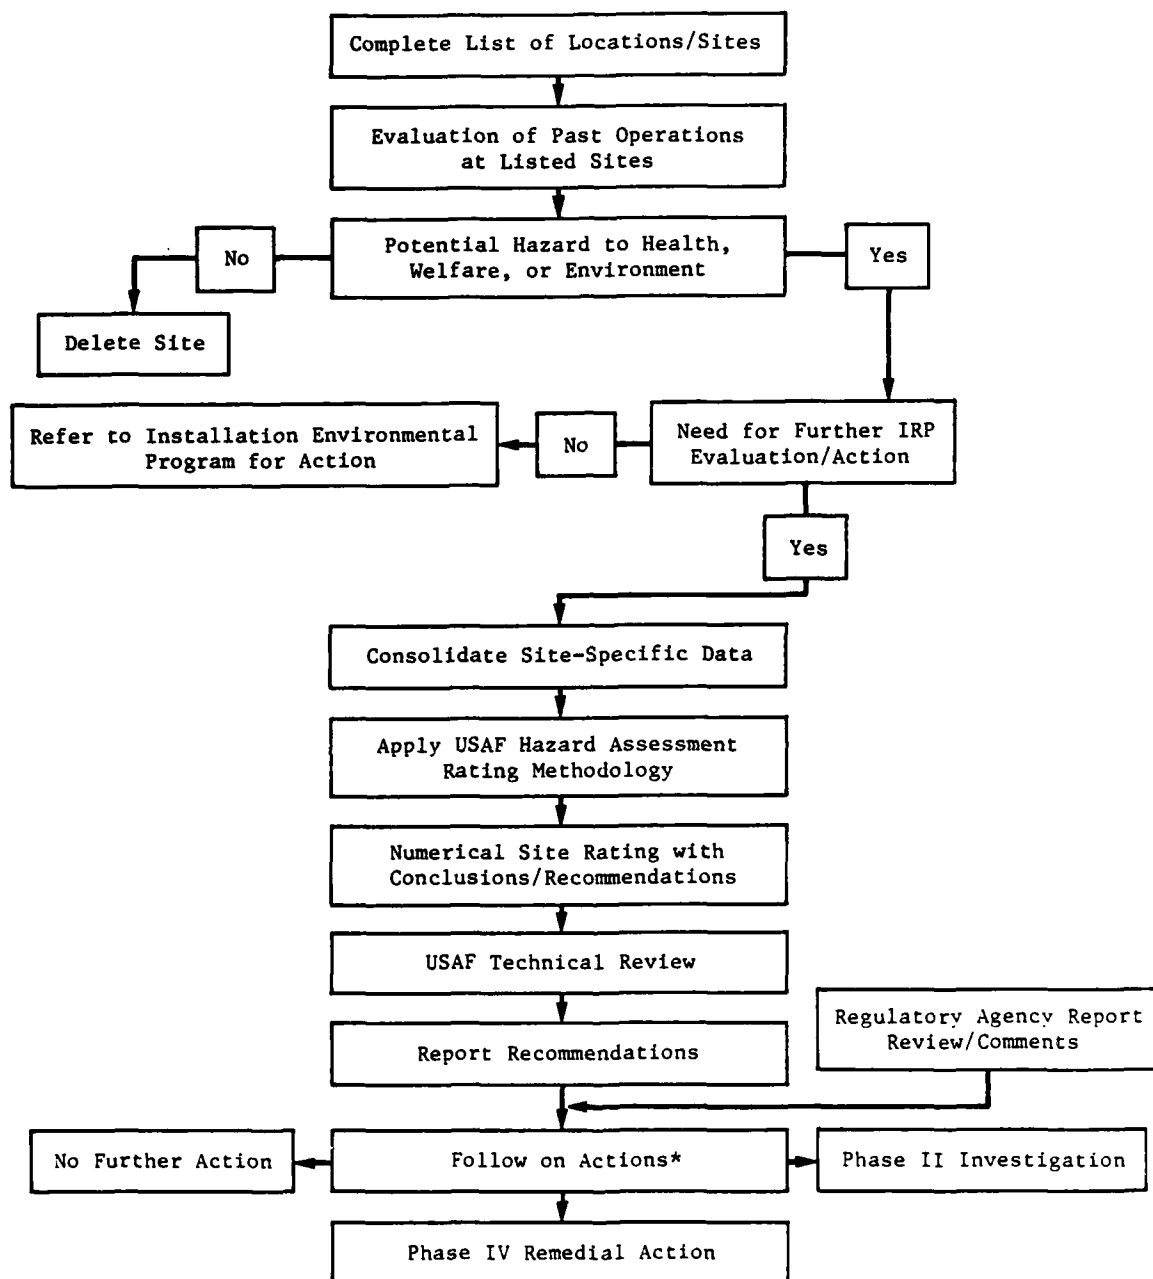 Complete List of Locations/Sites
Evaluation of Past Operations
at Listed Sites
No
Potential Hazard to Health,
Welfare, or Environment
Yes
Delete Site
Refer to Installation Environmental
Program for Action
No
Need for Further IRP
Evaluation/Action
Yes
Consolidate Site-Specific Data
Apply USAF Hazard Assessment
Rating Methodology
Numerical Site Rating with
Conclusions/Recommendations
USAF Technical Review
Regulatory Agency Report
Review/Comments
Report Recommendations
No Further Action
Follow on Actions*
Phase II Investigation
Phase IV Remedial Action